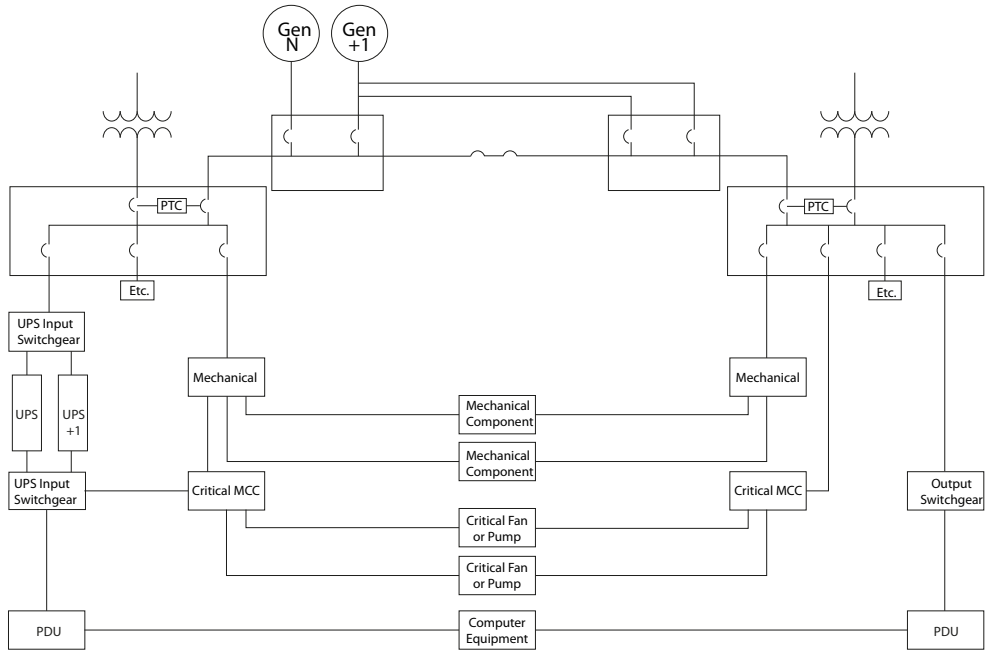 Gen
N
Gen
+1
PTC
PTC
Etc.
Etc.
UPS Input
Switchgear
UPS
UPS
+1
Mechanical
Mechanical
Mechanical
Component
Mechanical
Component
UPS Input
Switchgear
Critical MCC
Critical MCC
Output
Switchgear
Critical Fan
or Pump
Critical Fan
or Pump
PDU
Computer
Equipment
PDU